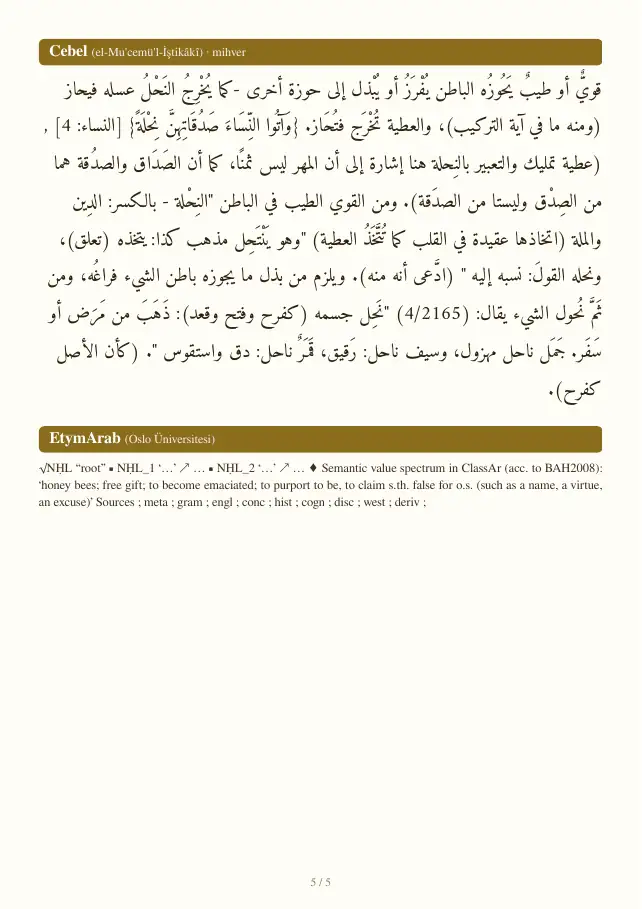 Cebel (el-Mu'cemü'l-İştikâkî) · mihver
قويٌّ أو طيبٌ يَحُوزُه الباطن يُفْرَزُ أو يُبْذل إلى حوزة أخرى -كما يُخْرِجُ النَحْلُ عسله فيحاز
(ومنه ما في آية التركيب)، والعطية تُخْرَج فتُحَاز. {وَآتُوا النِّسَاءَ صَدُقَاتِهِنَّ نِحْلَةً} [النساء: 4] ,
(عطية تمليك والتعبير بالنِحلة هنا إشارة إلى أن المهر ليس ثمنًا، كما أن الصَدَاق والصدُقة هما
من الصِدْق وليستا من الصدَقة). ومن القوي الطيب في الباطن "النِحْلة - بالكسر: الدِين
والملة (اتخاذها عقيدة في القلب كما تُتَّخَذُ العطية) "وهو يَنْتَحِل مذهب كذا: يتخذه (تعلق)،
ونحله القولَ: نسبه إليه " (ادَّعى أنه منه). ويلزم من بذل ما يحوزه باطن الشيء فراغُه، ومن
ثَمَّ نُحول الشيء يقال: (4/2165) "نَحِل جسمه (كفرح وفتح وقعد): ذَهَبَ من مَرَض أو
سَفَر. جَمَل ناحل مهزول، وسيف ناحل: رَقيق، قَمَرٌ ناحل: دق واستقوس ". (كأن الأصل
كفرح).
EtymArab (Oslo Üniversitesi)
√NḤL “root” ▪ NḤL_1 ‘…’ ↗ … ▪ NḤL_2 ‘…’ ↗ … ♦ Semantic value spectrum in ClassAr (acc. to BAH2008):
‘honey bees; free gift; to become emaciated; to purport to be, to claim s.th. false for o.s. (such as a name, a virtue,
an excuse)’ Sources ; meta ; gram ; engl ; conc ; hist ; cogn ; disc ; west ; deriv ;
5 / 5